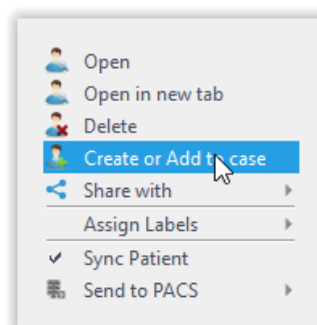 Open
Open in new tab
Delete
Create or Add to case
Share with
Assign Labels
Sync Patient
Send to PACS